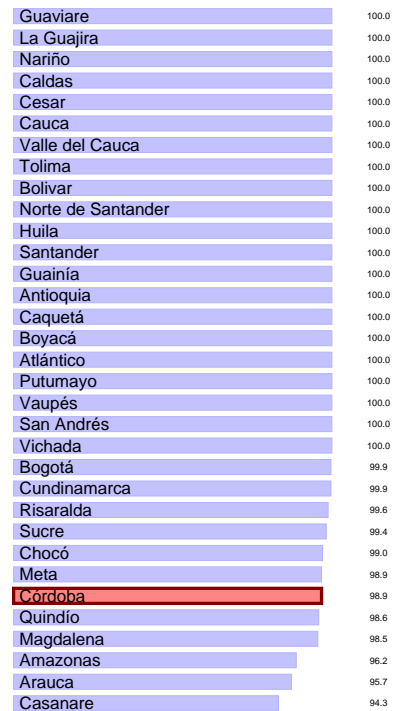 Guaviare 100.0
La Guajira 100.0
Nariño 100.0
Caldas 100.0
Cesar 100.0
Cauca 100.0
Valle del Cauca 100.0
Tolima 100.0
Bolivar 100.0
Norte de Santander 100.0
Huila 100.0
Santander 100.0
Guainía 100.0
Antioquia 100.0
Caquetá 100.0
Boyacá 100.0
Atlántico 100.0
Putumayo 100.0
Vaupés 100.0
San Andrés 100.0
Vichada 100.0
Bogotá 99.9
Cundinamarca 99.9
Risaralda 99.6
Sucre 99.4
Chocó 99.0
Meta 98.9
Córdoba 98.9
Quindío 98.6
Magdalena 98.5
Amazonas 96.2
Arauca 95.7
Casanare 94.3